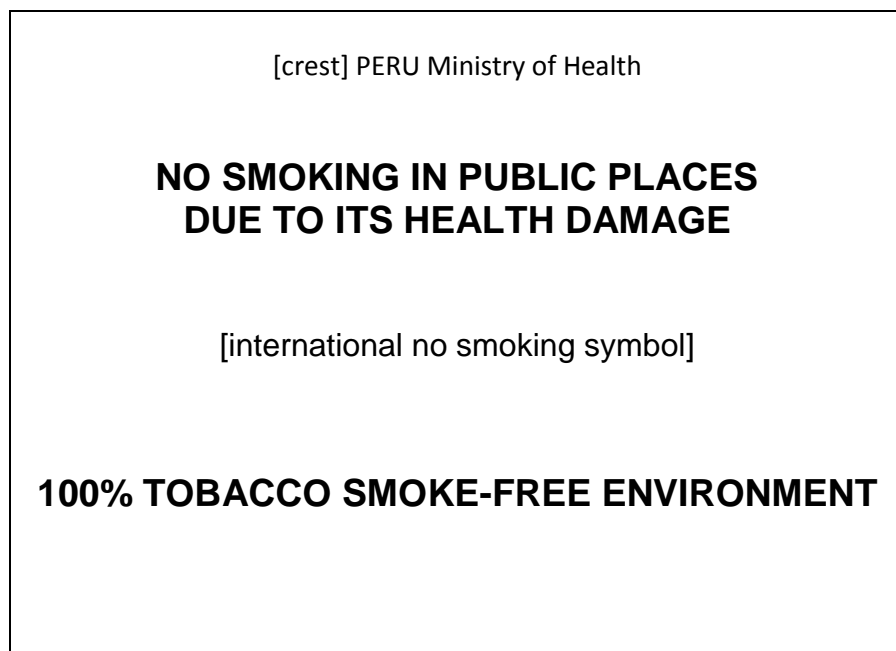 [crest] PERU Ministry of Health
NO SMOKING IN PUBLIC PLACES
DUE TO ITS HEALTH DAMAGE
[international no smoking symbol]
100% TOBACCO SMOKE-FREE ENVIRONMENT